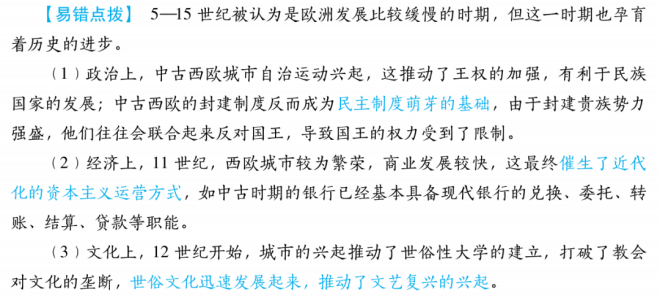 【易错点拨】 5—15 世纪被认为是欧洲发展比较缓慢的时期，但这一时期也孕育
着历史的进步。
（1）政治上，中古西欧城市自治运动兴起，这推动了王权的加强，有利于民族
国家的发展；中古西欧的封建制度反而成为民主制度萌芽的基础，由于封建贵族势力
强盛，他们往往会联合起来反对国王，导致国王的权力受到了限制。
（2）经济上，11 世纪，西欧城市较为繁荣，商业发展较快，这最终催生了近代
化的资本主义运营方式，如中古时期的银行已经基本具备现代银行的兑换、委托、转
账、结算、贷款等职能。
（3）文化上，12 世纪开始，城市的兴起推动了世俗性大学的建立，打破了教会
对文化的垄断，世俗文化迅速发展起来，推动了文艺复兴的兴起。